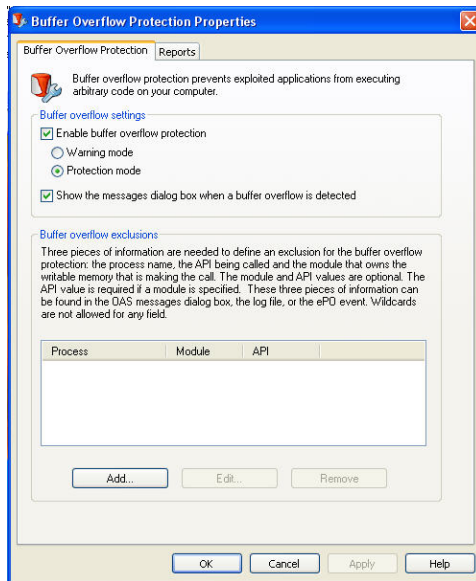 Buffer Overflow Protection Properties
Buffer Overflow Protection
Reports
Buffer overflow protection prevents exploited applications from executing
arbitrary code on your computer.
Buffer overflow settings
Enable buffer overflow protection
Warning mode
Protection mode
Show the messages dialog box when a buffer overflow is detected
Buffer overflow exclusions
Three pieces of information are needed to define an exclusion for the buffer overflow
protection: the process name, the API being called and the module that owns the
writable memory that is making the call. The module and API values are optional. The
API value is required if a module is specified. These three pieces of information can
be found in the OAS messages dialog box, the log file, or the ePO event. Wildcards
are not allowed for any field.
Process Module API
Add... Edit... Remove
OK Cancel Apply Help